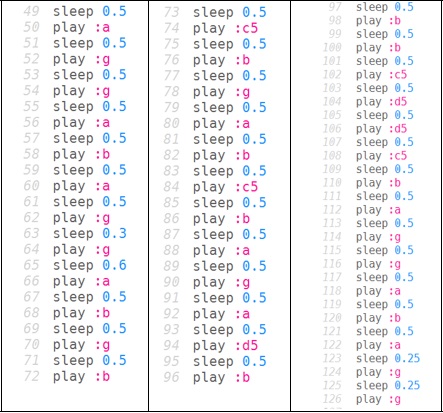 49 sleep 0.5
50 play :a
51 sleep 0.5
52 play :g
53 sleep 0.5
54 play :g
55 sleep 0.5
56 play :a
57 sleep 0.5
58 play :b
59 sleep 0.5
60 play :a
61 sleep 0.5
62 play :g
63 sleep 0.3
64 play :g
65 sleep 0.6
66 play :a
67 sleep 0.5
68 play :b
69 sleep 0.5
70 play :g
71 sleep 0.5
72 play :b
73 sleep 0.5
74 play :c5
75 sleep 0.5
76 play :b
77 sleep 0.5
78 play :g
79 sleep 0.5
80 play :a
81 sleep 0.5
82 play :b
83 sleep 0.5
84 play :c5
85 sleep 0.5
86 play :b
87 sleep 0.5
88 play :a
89 sleep 0.5
90 play :g
91 sleep 0.5
92 play :a
93 sleep 0.5
94 play :d5
95 sleep 0.5
96 play :b
97 sleep 0.5
98 play :b
99 sleep 0.5
100 play :b
101 sleep 0.5
102 play :c5
103 sleep 0.5
104 play :d5
105 sleep 0.5
106 play :d5
107 sleep 0.5
108 play :c5
109 sleep 0.5
110 play :b
111 sleep 0.5
112 play :a
113 sleep 0.5
114 play :g
115 sleep 0.5
116 play :g
117 sleep 0.5
118 play :a
119 sleep 0.5
120 play :b
121 sleep 0.5
122 play :a
123 sleep 0.25
124 play :g
125 sleep 0.25
126 play :g